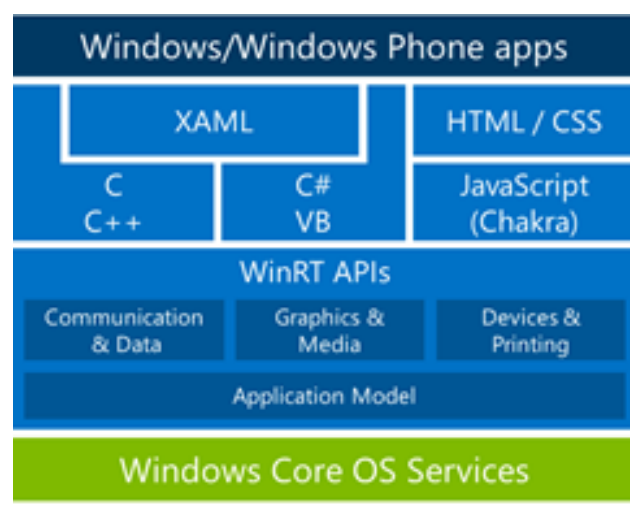 Windows/Windows Phone apps
XAML
HTML / CSS
C
C++
C#
VB
JavaScript
(Chakra)
WinRT APIs
Communication
& Data
Graphics &
Media
Devices &
Printing
Application Model
Windows Core OS Services